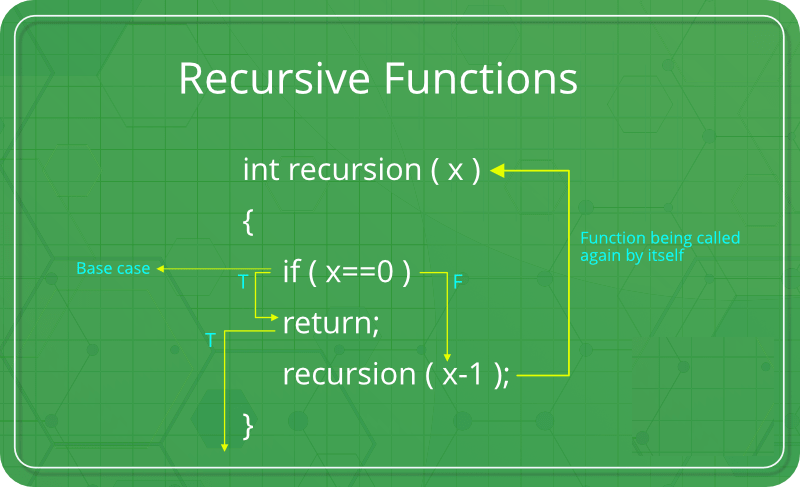 Recursive Functions
int recursion ( x )
{
Function being called
again by itself
Base case
if ( x==0 )
T
F
return;
T
recursion ( x-1 );
}